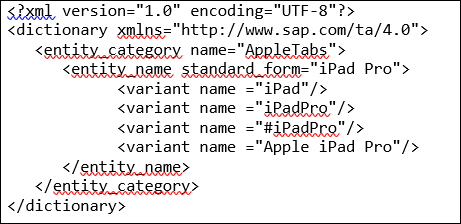 <?xml version="1.0" encoding="UTF-8"?>
<dictionary xmlns="http://www.sap.com/ta/4.0">
<entity_category name="AppleTabs">
<entity_name standard_form="iPad Pro">
<variant name ="iPad"/>
<variant name ="iPadPro"/>
<variant name ="#iPadPro"/>
<variant name ="Apple iPad Pro"/>
</entity_name>
</entity_category>
</dictionary>